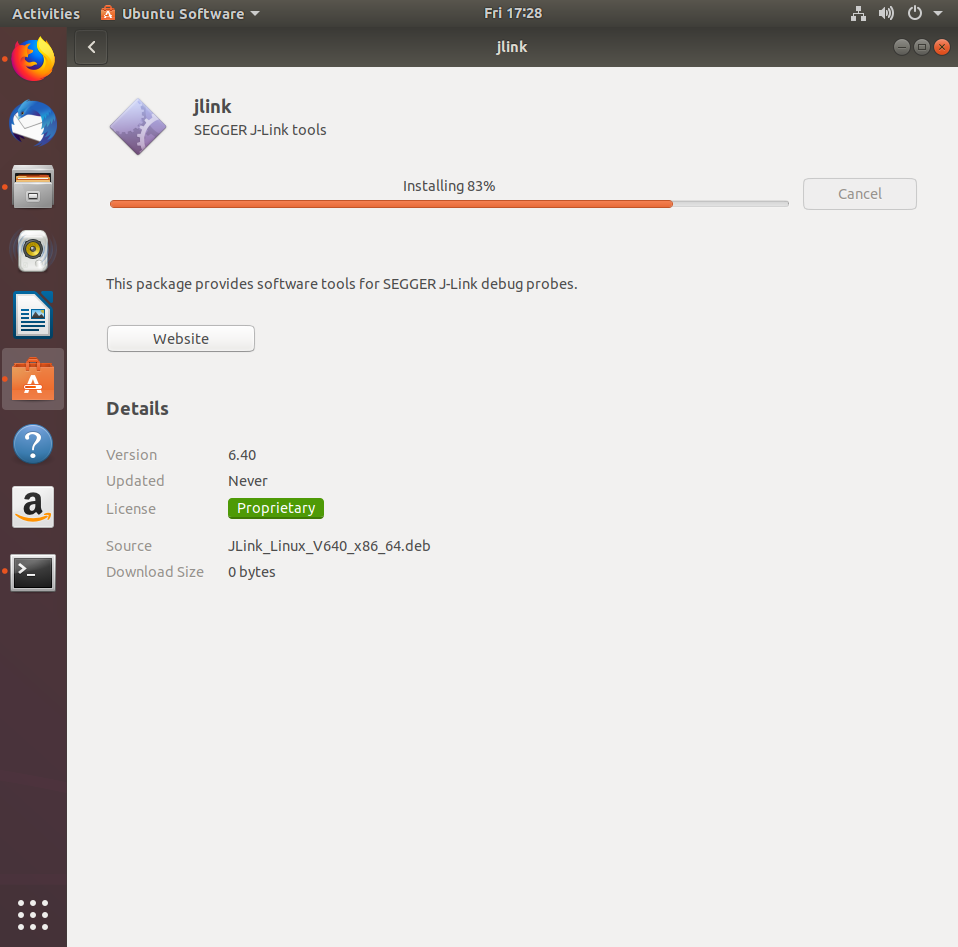 Activities Ubuntu Software Fri 17:28
jlink
jlink
SEGGER J-Link tools
Installing 83%
Cancel
This package provides software tools for SEGGER J-Link debug probes.
Website
Details
Version 6.40
Updated Never
License Proprietary
Source JLink_Linux_V640_x86_64.deb
Download Size 0 bytes